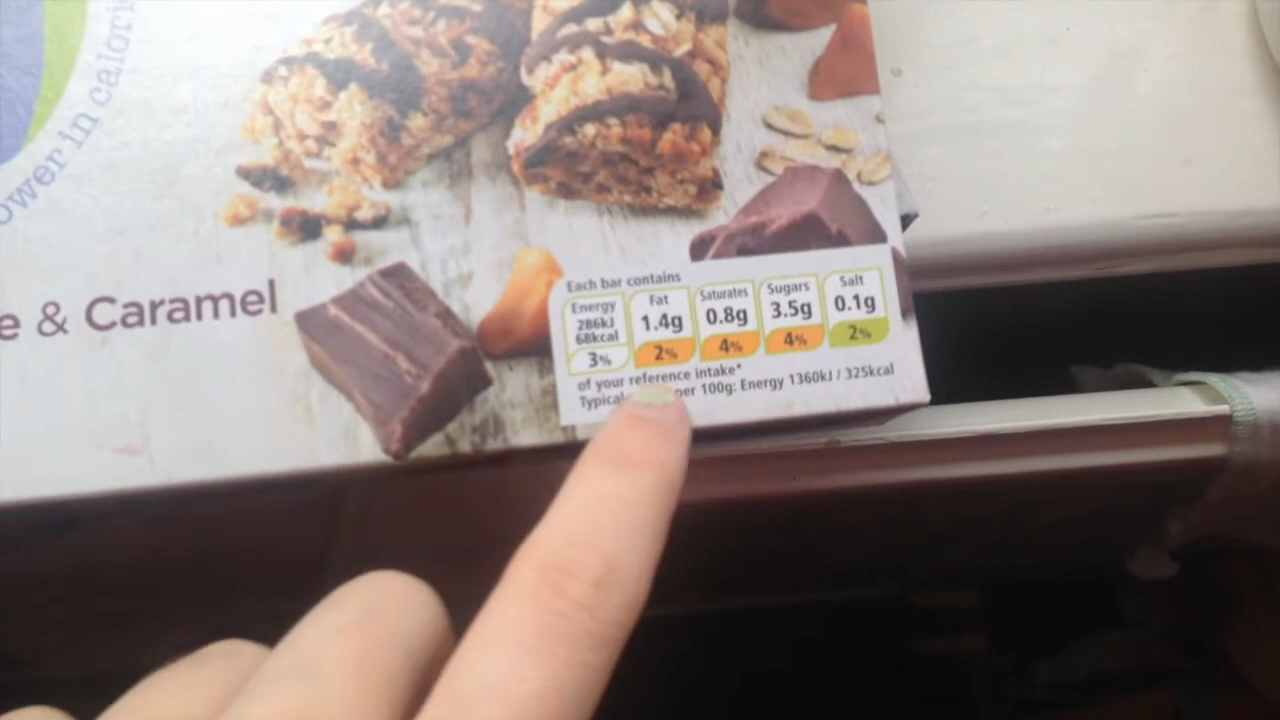 ower in calori
e & Caramel
Each bar contains
Energy 286kJ 68kcal 3%
Fat 1.4g 2%
Saturates 0.8g 4%
Sugars 3.5g 4%
Salt 0.1g 2%
of your reference intake*
Typical per 100g: Energy 1360kJ / 325kcal